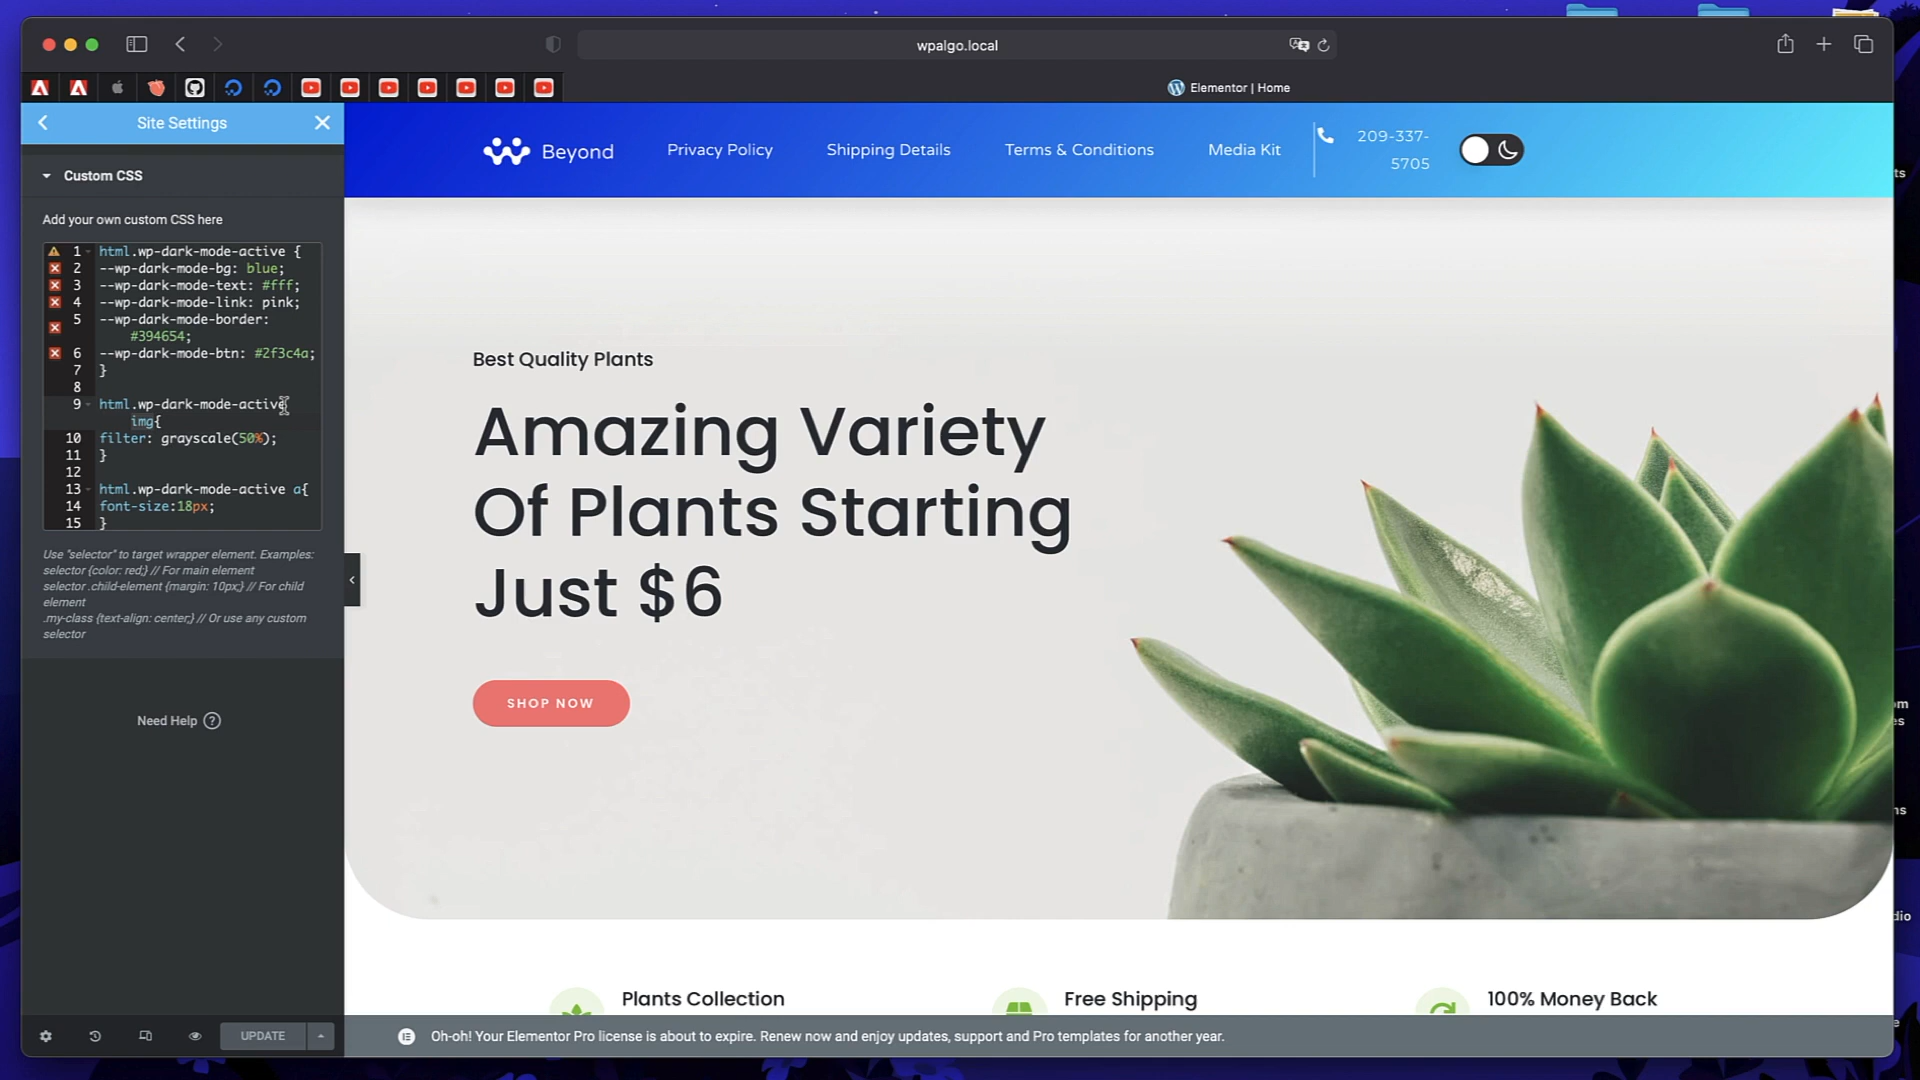 wpalgo.local
Elementor | Home
Site Settings
Beyond
Privacy Policy
Shipping Details
Terms & Conditions
Media Kit
209-337-
5705
Custom CSS
Add your own custom CSS here
1 html.wp-dark-mode-active {
2 --wp-dark-mode-bg: blue;
3 --wp-dark-mode-text: #fff;
4 --wp-dark-mode-link: pink;
5 --wp-dark-mode-border:
#394654;
6 --wp-dark-mode-btn: #2f3c4a;
7 }
8
9 html.wp-dark-mode-active
img{
10 filter: grayscale(50%);
11 }
12
13 html.wp-dark-mode-active a{
14 font-size:18px;
15 }
Use "selector" to target wrapper element. Examples:
selector {color: red;} // For main element
selector .child-element {margin: 10px;} // For child
element
.my-class {text-align: center;} // Or use any custom
selector
Need Help ?
UPDATE
Best Quality Plants
Amazing Variety
Of Plants Starting
Just $6
SHOP NOW
Plants Collection
Free Shipping
100% Money Back
Oh-oh! Your Elementor Pro license is about to expire. Renew now and enjoy updates, support and Pro templates for another year.